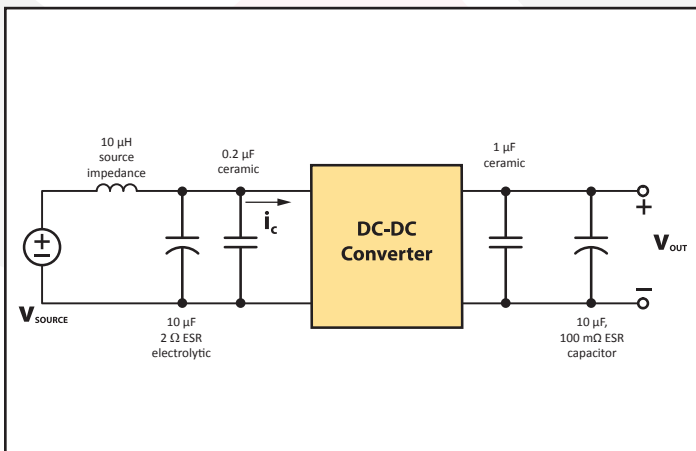 10 µH
source
impedance
0.2 µF
ceramic
1 µF
ceramic
i c
DC-DC
Converter
+
−
V SOURCE
+
V OUT
−
10 µF
2 Ω ESR
electrolytic
10 µF,
100 mΩ ESR
capacitor